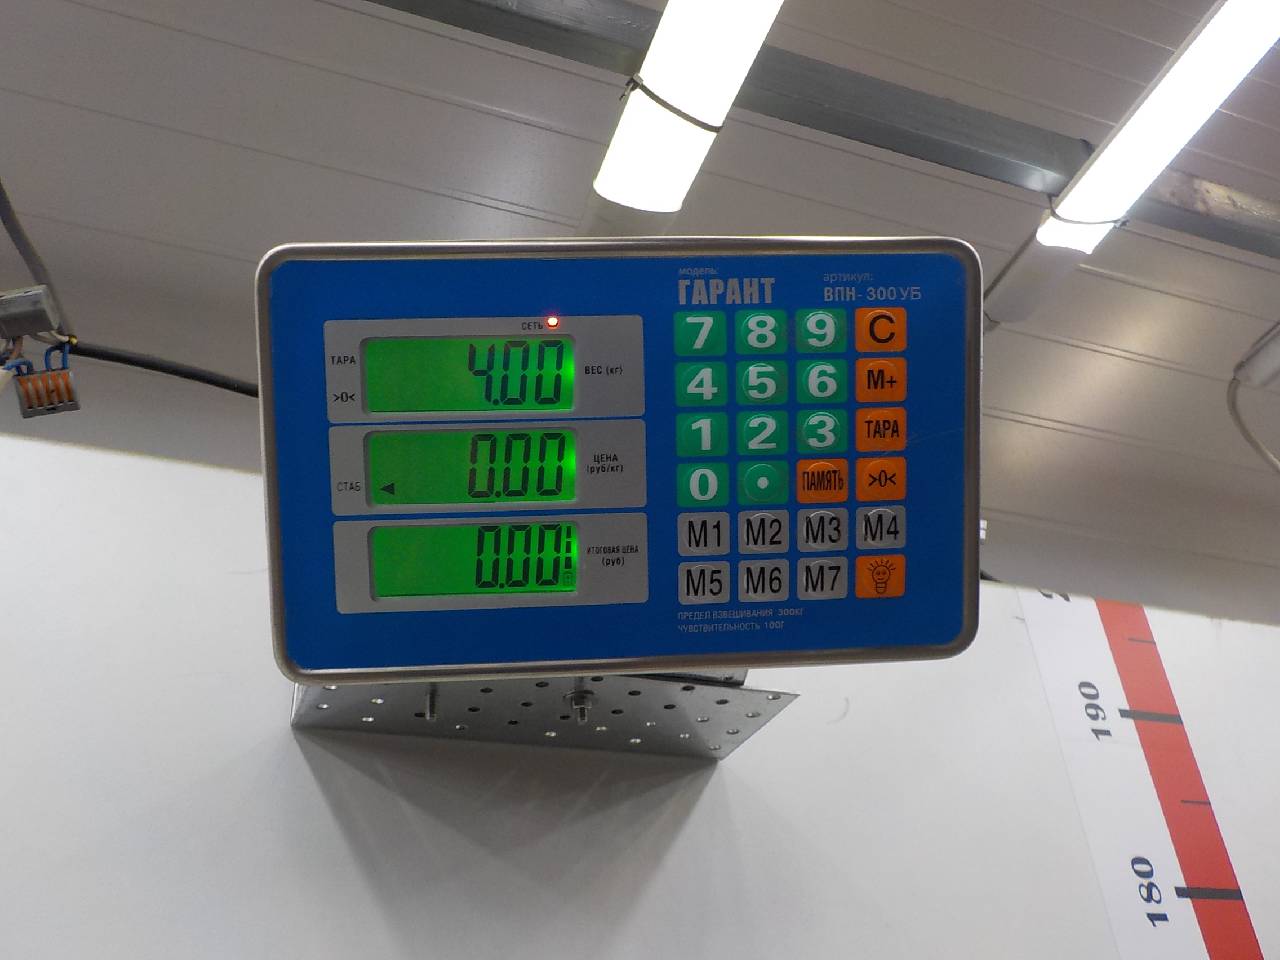 МОДЕЛЬ:
ГАРАНТ
артикул:
ВПН-300УБ
СЕТЬ
ТАРА
>0<
4.00
ВЕС (кг)
СТАБ
0.00
ЦЕНА
(руб/кг)
0.00
ИТОГОВАЯ ЦЕНА
(руб)
7 8 9 C
4 5 6 M+
1 2 3 ТАРА
0 . ПАМЯТЬ >0<
M1 M2 M3 M4
M5 M6 M7
ПРЕДЕЛ ВЗВЕШИВАНИЯ 300КГ
ЧУВСТВИТЕЛЬНОСТЬ 100Г
190
180